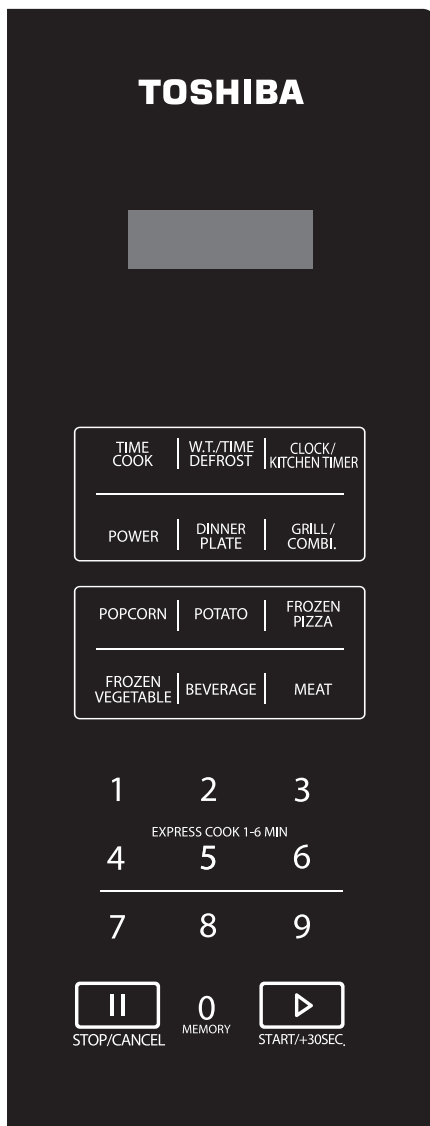 TOSHIBA
TIME
COOK
W.T./TIME
DEFROST
CLOCK/
KITCHEN TIMER
POWER
DINNER
PLATE
GRILL/
COMBI.
POPCORN
POTATO
FROZEN
PIZZA
FROZEN
VEGETABLE
BEVERAGE
MEAT
1 2 3
EXPRESS COOK 1-6 MIN
4 5 6
7 8 9
0
STOP/CANCEL
MEMORY
START/+30SEC.